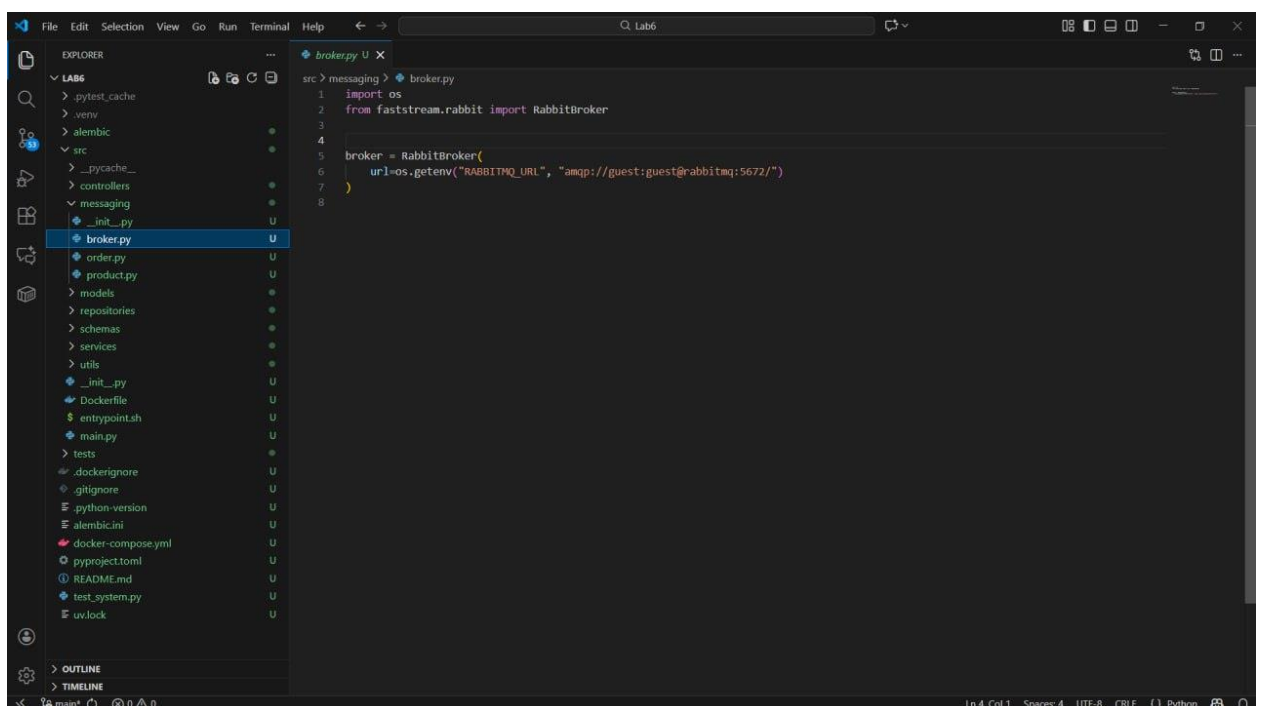 File Edit Selection View Go Run Terminal Help
Lab6
EXPLORER
LAB6
.pytest_cache
.venv
alembic
src
__pycache__
controllers
messaging
__init__.py U
broker.py U
order.py U
product.py U
models
repositories
schemas
services
utils
__init__.py U
Dockerfile U
entrypoint.sh U
main.py U
tests
.dockerignore U
.gitignore U
.python-version U
alembic.ini U
docker-compose.yml U
pyproject.toml U
README.md U
test_system.py U
uv.lock U
OUTLINE
TIMELINE
53
broker.py U
src > messaging > broker.py
1 import os
2 from faststream.rabbit import RabbitBroker
3
4
5 broker = RabbitBroker(
6 url=os.getenv("RABBITMQ_URL", "amqp://guest:guest@rabbitmq:5672/")
7 )
8
main* 0 0 Ln 4, Col 1 Spaces: 4 UTF-8 CRLF {} Python